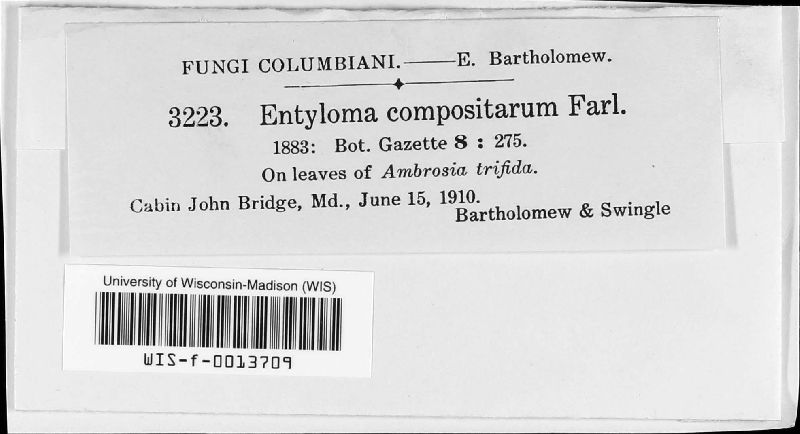 FUNGI COLUMBIANI.——E. Bartholomew.
3223. Entyloma compositarum Farl.
1883: Bot. Gazette 8 : 275.
On leaves of Ambrosia trifida.
Cabin John Bridge, Md., June 15, 1910.
Bartholomew & Swingle
University of Wisconsin-Madison (WIS)
WIS-f-0013709